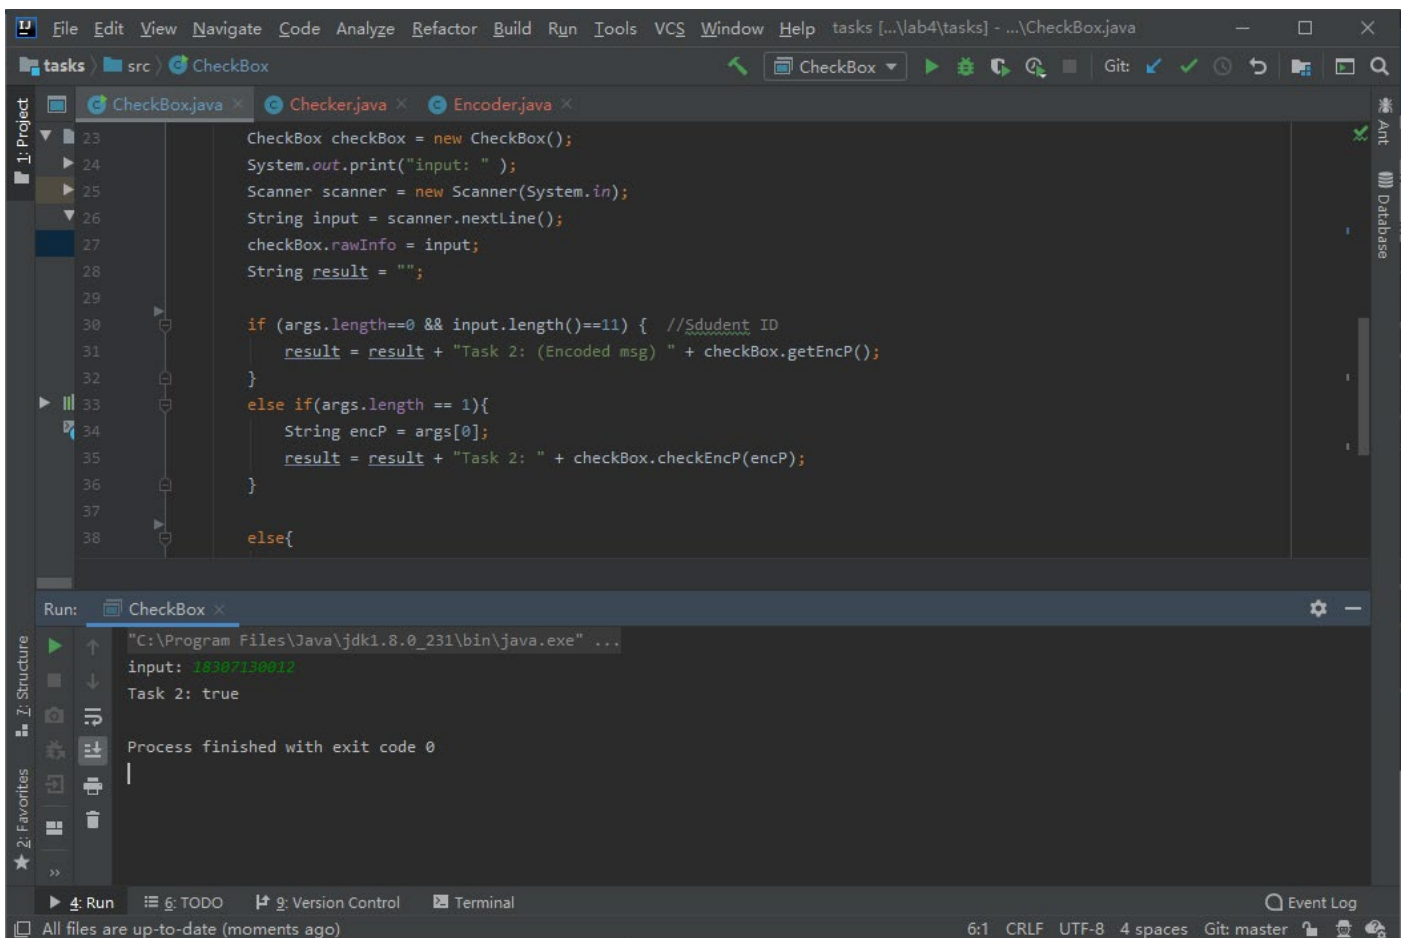 File Edit View Navigate Code Analyze Refactor Build Run Tools VCS Window Help tasks [...\lab4\tasks] - ...\CheckBox.java
tasks src CheckBox CheckBox Git:
1: Project CheckBox.java Checker.java Encoder.java Ant
23 CheckBox checkBox = new CheckBox();
24 System.out.print("input: " );
25 Scanner scanner = new Scanner(System.in);
26 String input = scanner.nextLine();
27 checkBox.rawInfo = input;
28 String result = "";
29
30 if (args.length==0 && input.length()==11) { //Sdudent ID
31 result = result + "Task 2: (Encoded msg) " + checkBox.getEncP();
32 }
33 else if(args.length == 1){
34 String encP = args[0];
35 result = result + "Task 2: " + checkBox.checkEncP(encP);
36 }
37
38 else{
Database
Run: CheckBox
"C:\Program Files\Java\jdk1.8.0_231\bin\java.exe" ...
input: 18307130012
Task 2: true
Process finished with exit code 0
7: Structure
2: Favorites
4: Run 6: TODO 9: Version Control Terminal Event Log
All files are up-to-date (moments ago) 6:1 CRLF UTF-8 4 spaces Git: master